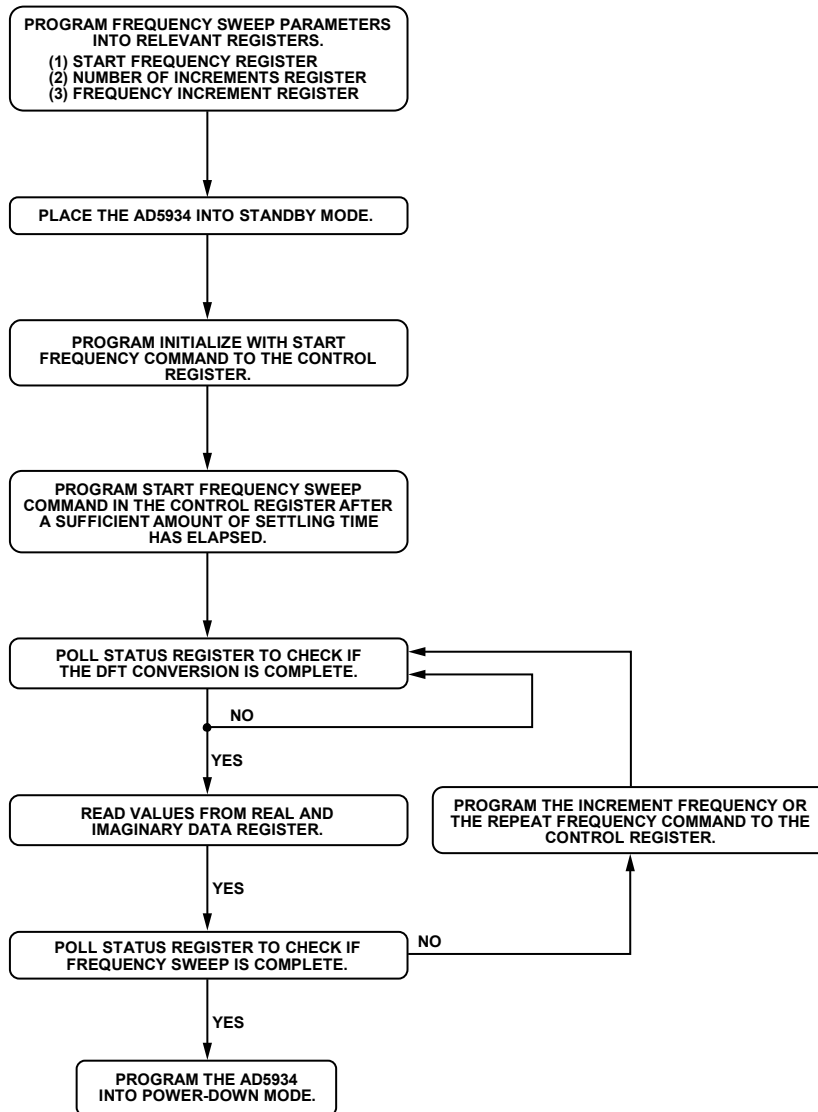 PROGRAM FREQUENCY SWEEP PARAMETERS
INTO RELEVANT REGISTERS.
(1) START FREQUENCY REGISTER
(2) NUMBER OF INCREMENTS REGISTER
(3) FREQUENCY INCREMENT REGISTER
PLACE THE AD5934 INTO STANDBY MODE.
PROGRAM INITIALIZE WITH START
FREQUENCY COMMAND TO THE CONTROL
REGISTER.
PROGRAM START FREQUENCY SWEEP
COMMAND IN THE CONTROL REGISTER AFTER
A SUFFICIENT AMOUNT OF SETTLING TIME
HAS ELAPSED.
POLL STATUS REGISTER TO CHECK IF
THE DFT CONVERSION IS COMPLETE.
NO
YES
READ VALUES FROM REAL AND
IMAGINARY DATA REGISTER.
PROGRAM THE INCREMENT FREQUENCY OR
THE REPEAT FREQUENCY COMMAND TO THE
CONTROL REGISTER.
YES
POLL STATUS REGISTER TO CHECK IF
FREQUENCY SWEEP IS COMPLETE.
NO
YES
PROGRAM THE AD5934
INTO POWER-DOWN MODE.